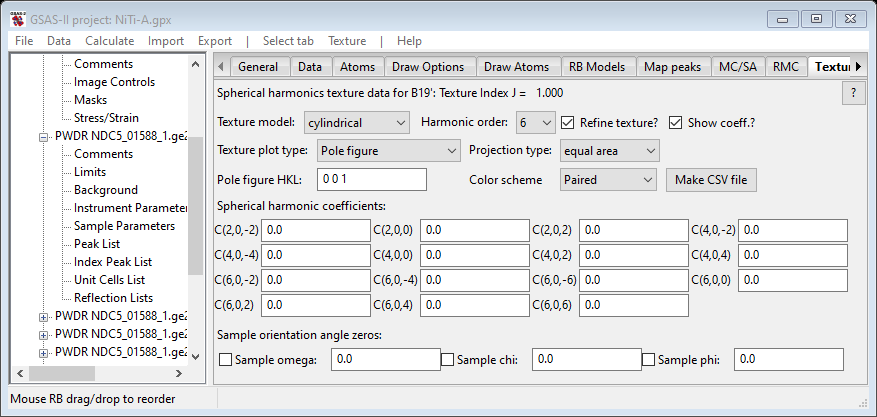 GSAS-II project: NiTi-A.gpx
File Data Calculate Import Export | Select tab Texture | Help
Comments
Image Controls
Masks
Stress/Strain
PWDR NDC5_01588_1.ge2
Comments
Limits
Background
Instrument Parameter
Sample Parameters
Peak List
Index Peak List
Unit Cells List
Reflection Lists
PWDR NDC5_01588_1.ge2
PWDR NDC5_01588_1.ge2
PWDR NDC5_01588_1.ge2
General Data Atoms Draw Options Draw Atoms RB Models Map peaks MC/SA RMC Texture
Spherical harmonics texture data for B19': Texture Index J = 1.000 ?
Texture model: cylindrical Harmonic order: 6 Refine texture? Show coeff.?
Texture plot type: Pole figure Projection type: equal area
Pole figure HKL: 0 0 1 Color scheme Paired Make CSV file
Spherical harmonic coefficients:
C(2,0,-2) 0.0 C(2,0,0) 0.0 C(2,0,2) 0.0 C(4,0,-2) 0.0
C(4,0,-4) 0.0 C(4,0,0) 0.0 C(4,0,2) 0.0 C(4,0,4) 0.0
C(6,0,-2) 0.0 C(6,0,-4) 0.0 C(6,0,-6) 0.0 C(6,0,0) 0.0
C(6,0,2) 0.0 C(6,0,4) 0.0 C(6,0,6) 0.0
Sample orientation angle zeros:
Sample omega: 0.0 Sample chi: 0.0 Sample phi: 0.0
Mouse RB drag/drop to reorder